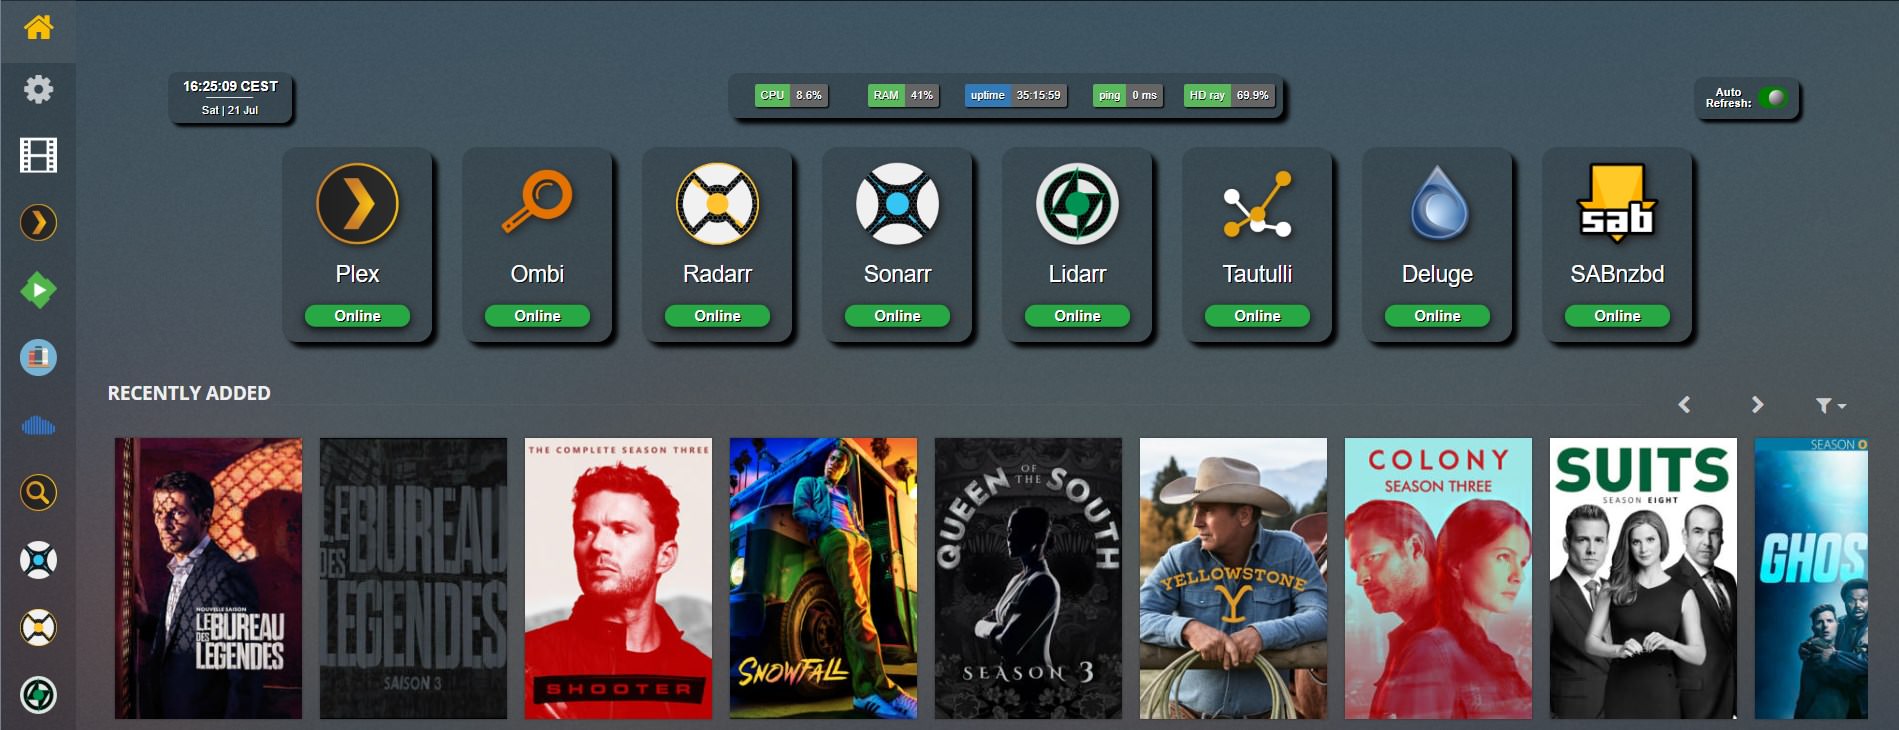 16:25:09 CEST
Sat | 21 Jul
CPU 8.6%
RAM 41%
uptime 35:15:59
ping 0 ms
HD ray 69.9%
Auto
Refresh:
Plex
Online
Ombi
Online
Radarr
Online
Sonarr
Online
Lidarr
Online
Tautulli
Online
Deluge
Online
sab
SABnzbd
Online
RECENTLY ADDED
NOUVELLE SAISON
LE BUREAU
DES
LEGENDES
LE BUREAU
DES
LEGENDES
SAISON 3
THE COMPLETE SEASON THREE
SHOOTER
SNOWFALL
QUEEN OF THE SOUTH
SEASON 3
YELLOWSTONE
Y
COLONY
SEASON THREE
SUITS
SEASON EIGHT
SEASON
GHOS